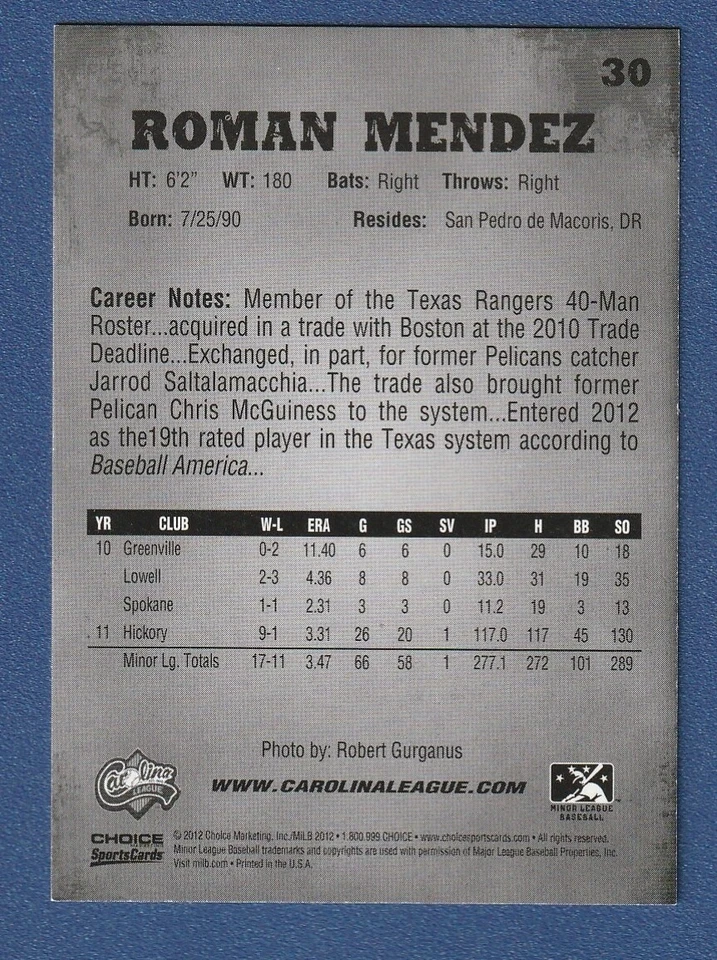 30
ROMAN MENDEZ
HT: 6'2" WT: 180 Bats: Right Throws: Right
Born: 7/25/90 Resides: San Pedro de Macoris, DR
Career Notes: Member of the Texas Rangers 40-Man
Roster...acquired in a trade with Boston at the 2010 Trade
Deadline...Exchanged, in part, for former Pelicans catcher
Jarrod Saltalamacchia...The trade also brought former
Pelican Chris McGuiness to the system...Entered 2012
as the19th rated player in the Texas system according to
Baseball America...
YR CLUB W-L ERA G GS SV IP H BB SO
10 Greenville 0-2 11.40 6 6 0 15.0 29 10 18
Lowell 2-3 4.36 8 8 0 33.0 31 19 35
Spokane 1-1 2.31 3 3 0 11.2 19 3 13
11 Hickory 9-1 3.31 26 20 1 117.0 117 45 130
Minor Lg. Totals 17-11 3.47 66 58 1 277.1 272 101 289
Photo by: Robert Gurganus
Carolina
LEAGUE
WWW.CAROLINALEAGUE.COM
MINOR LEAGUE
BASEBALL
CHOICE
SportsCards
© 2012 Choice Marketing, Inc./MiLB 2012 • 1.800.999 CHOICE • www.choicesportscards.com • All rights reserved.
Minor League Baseball trademarks and copyrights are used with permission of Major League Baseball Properties, Inc.
Visit milb.com • Printed in the U.S.A.